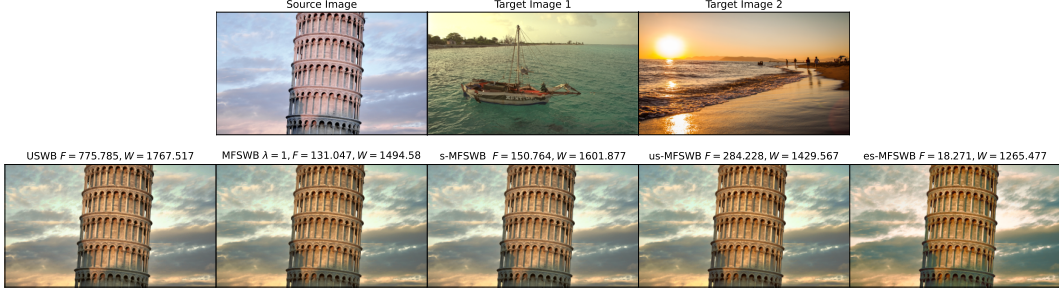 Source Image
Target Image 1
Target Image 2
USWB F = 775.785, W = 1767.517
MFSWB λ = 1, F = 131.047, W = 1494.58
s-MFSWB F = 150.764, W = 1601.877
us-MFSWB F = 284.228, W = 1429.567
es-MFSWB F = 18.271, W = 1265.477